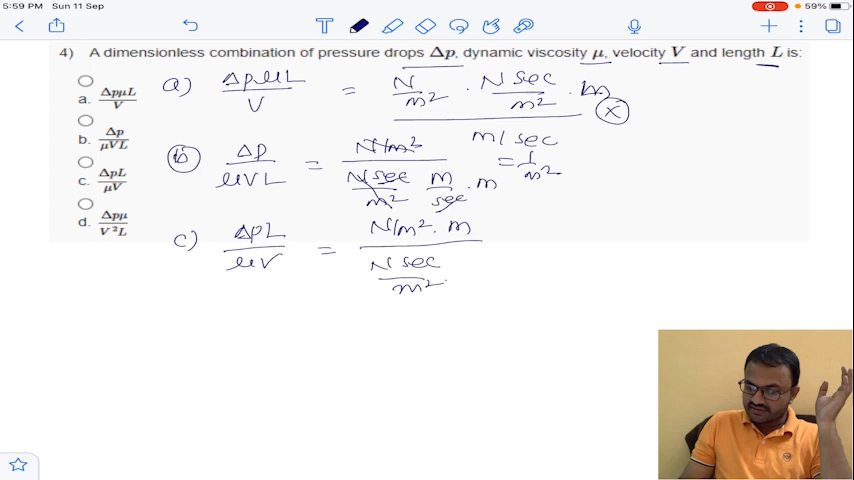 5:59 PM Sun 11 Sep
59%
4) A dimensionless combination of pressure drops Δp, dynamic viscosity μ, velocity V and length L is:
a. ΔpμL/V
b. Δp/μVL
c. ΔpL/μV
d. Δpμ/V²L
a) ΔpμL/V = N/m² · N sec/m² · m
m/sec
x
b) Δp/μVL = N/m² / N sec/m² m/sec · m = 1/m²
c) ΔpL/μV = N/m² · m / N sec/m²